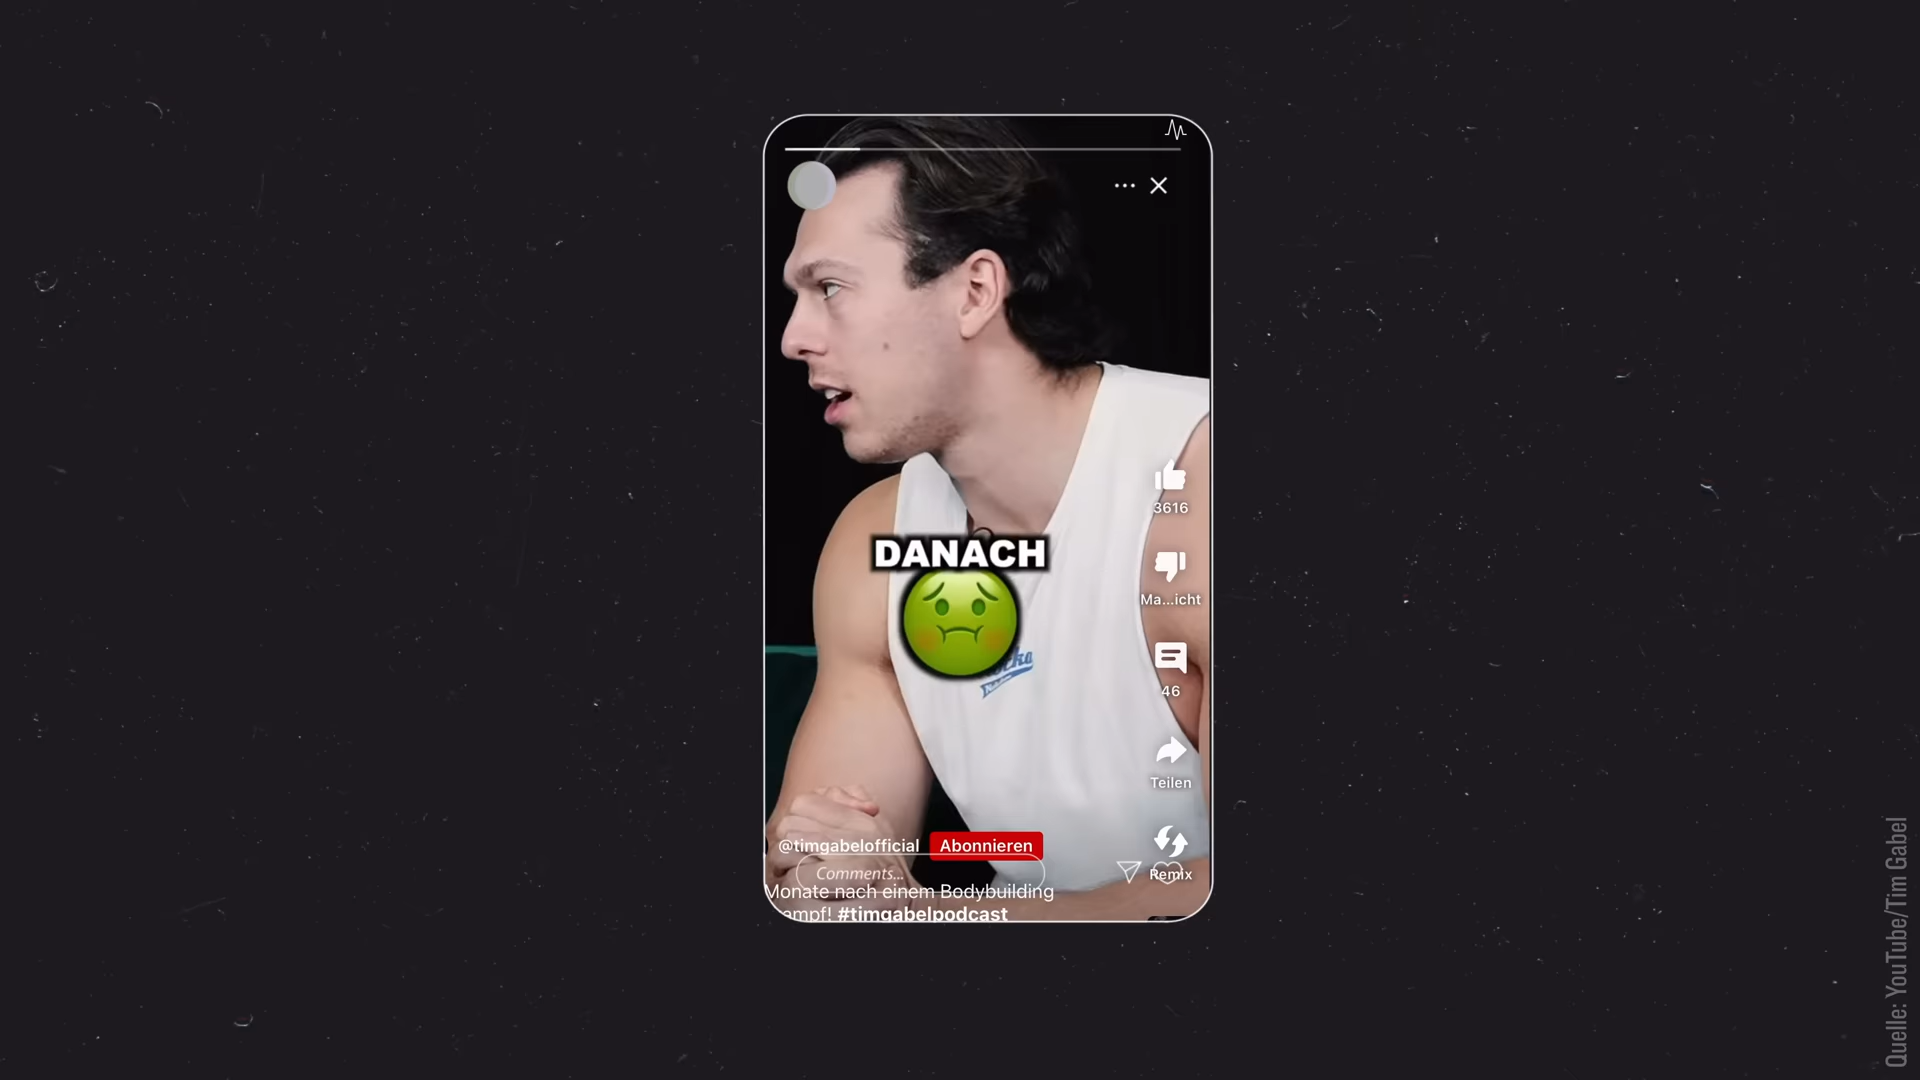 DANACH
3616
Ma...icht
46
Teilen
@timgabelofficial Abonnieren
Comments...
Remix
Monate nach einem Bodybuilding
ampf! #timgabelpodcast
Quelle: YouTube/Tim Gabel